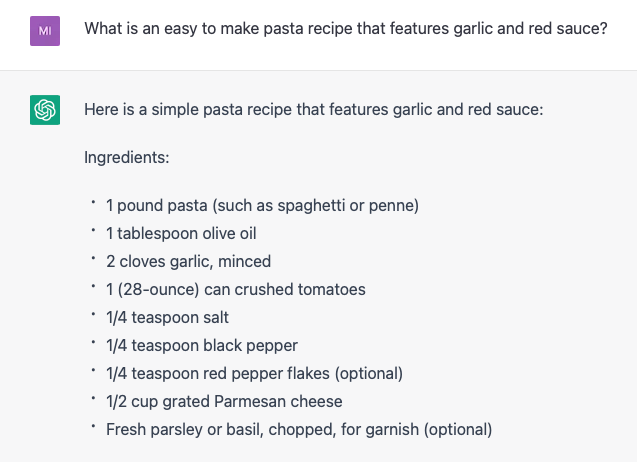 MI
What is an easy to make pasta recipe that features garlic and red sauce?
Here is a simple pasta recipe that features garlic and red sauce:
Ingredients:
• 1 pound pasta (such as spaghetti or penne)
• 1 tablespoon olive oil
• 2 cloves garlic, minced
• 1 (28-ounce) can crushed tomatoes
• 1/4 teaspoon salt
• 1/4 teaspoon black pepper
• 1/4 teaspoon red pepper flakes (optional)
• 1/2 cup grated Parmesan cheese
• Fresh parsley or basil, chopped, for garnish (optional)